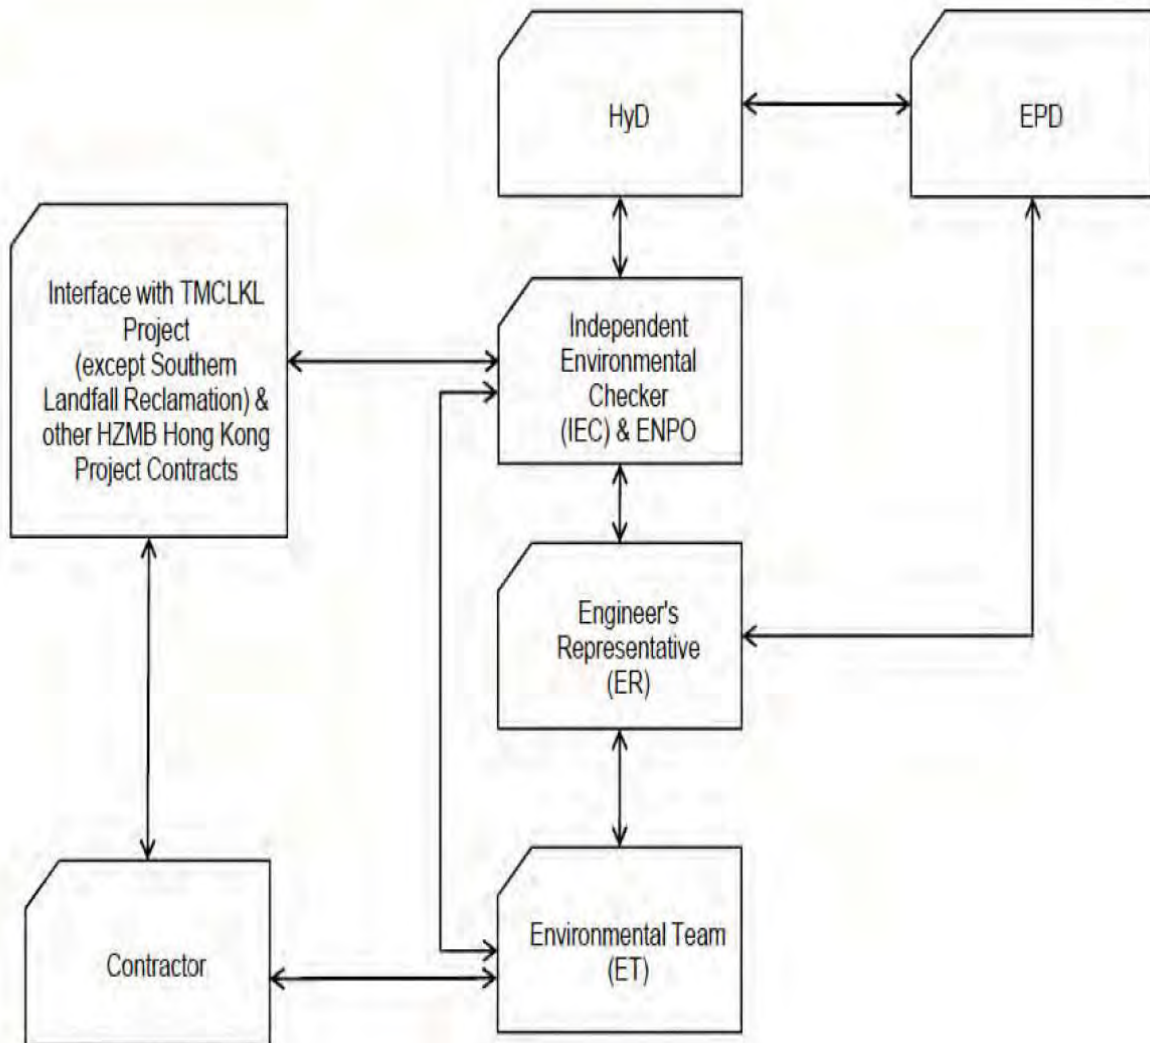 HyD
EPD
Interface with TMCLKL
Project
(except Southern
Landfall Reclamation) &
other HZMB Hong Kong
Project Contracts
Independent
Environmental
Checker
(IEC) & ENPO
Engineer's
Representative
(ER)
Contractor
Environmental Team
(ET)